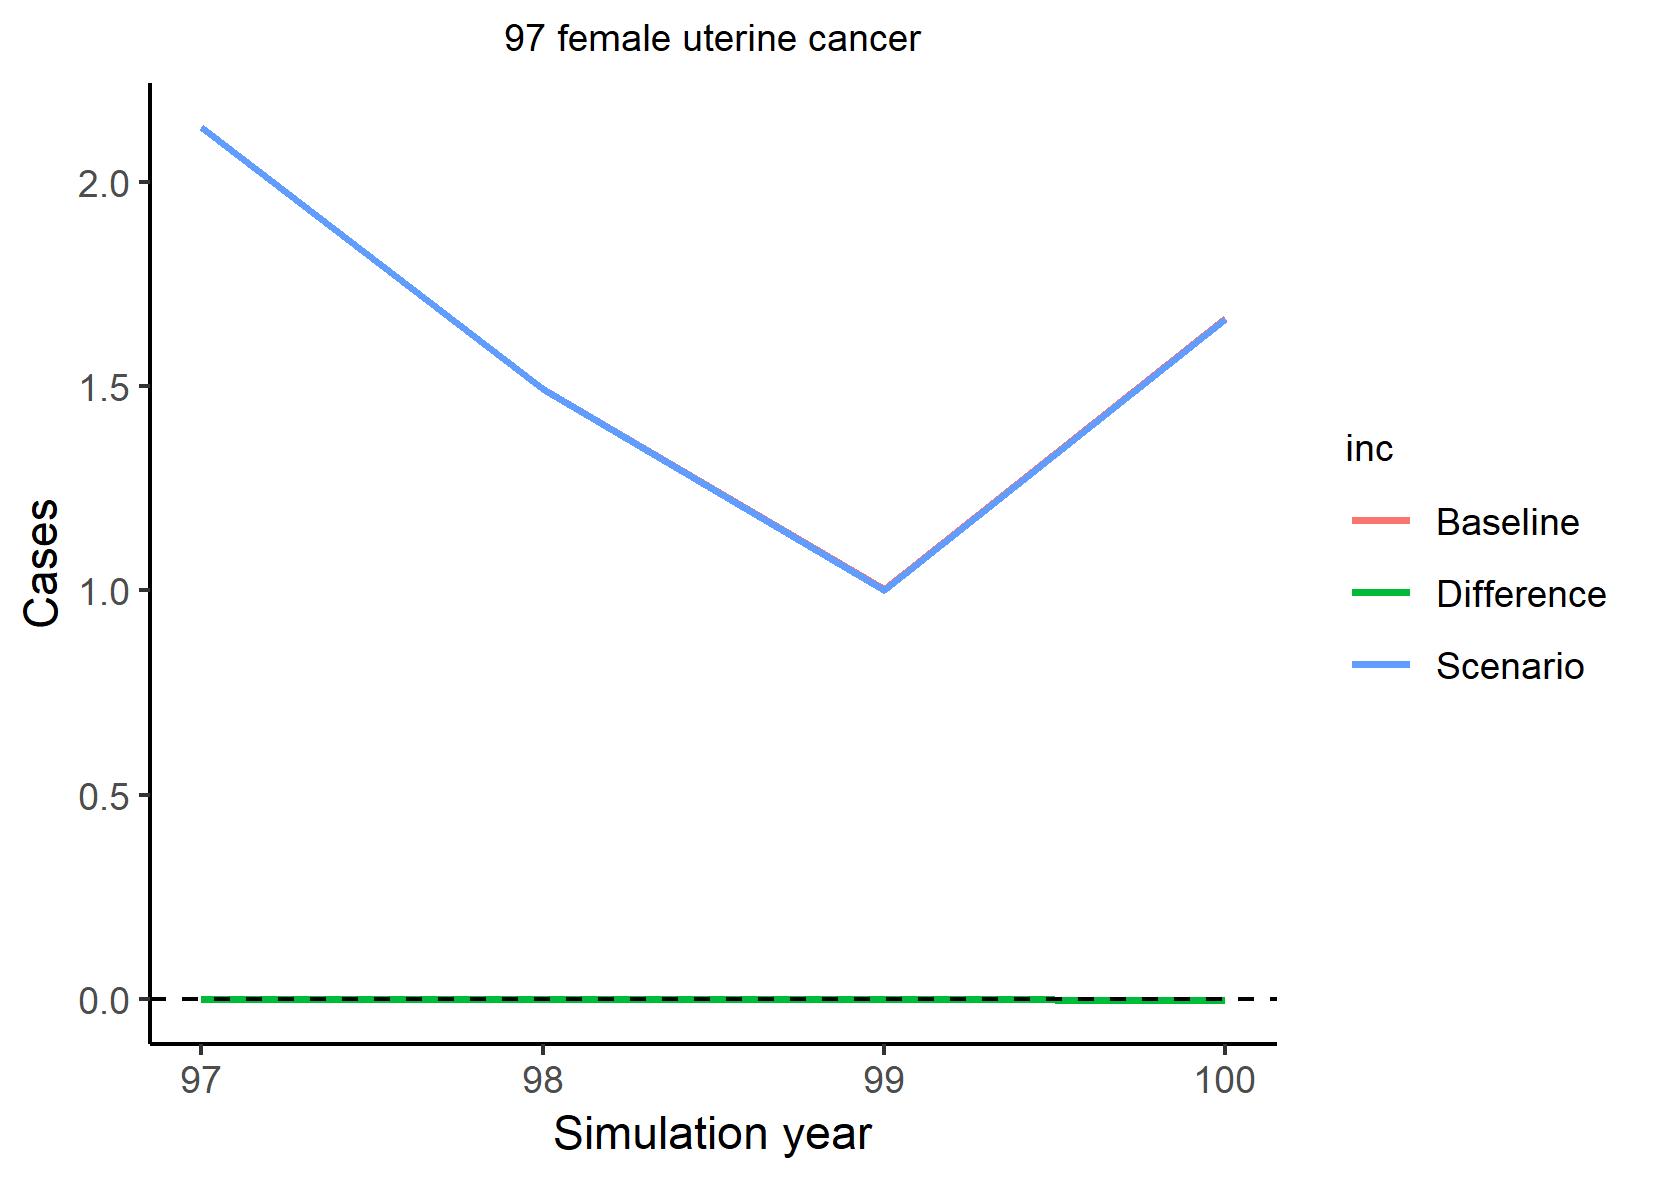 97 female uterine cancer
Cases
2.0
1.5
1.0
0.5
0.0
97 98 99 100
Simulation year
inc
Baseline
Difference
Scenario